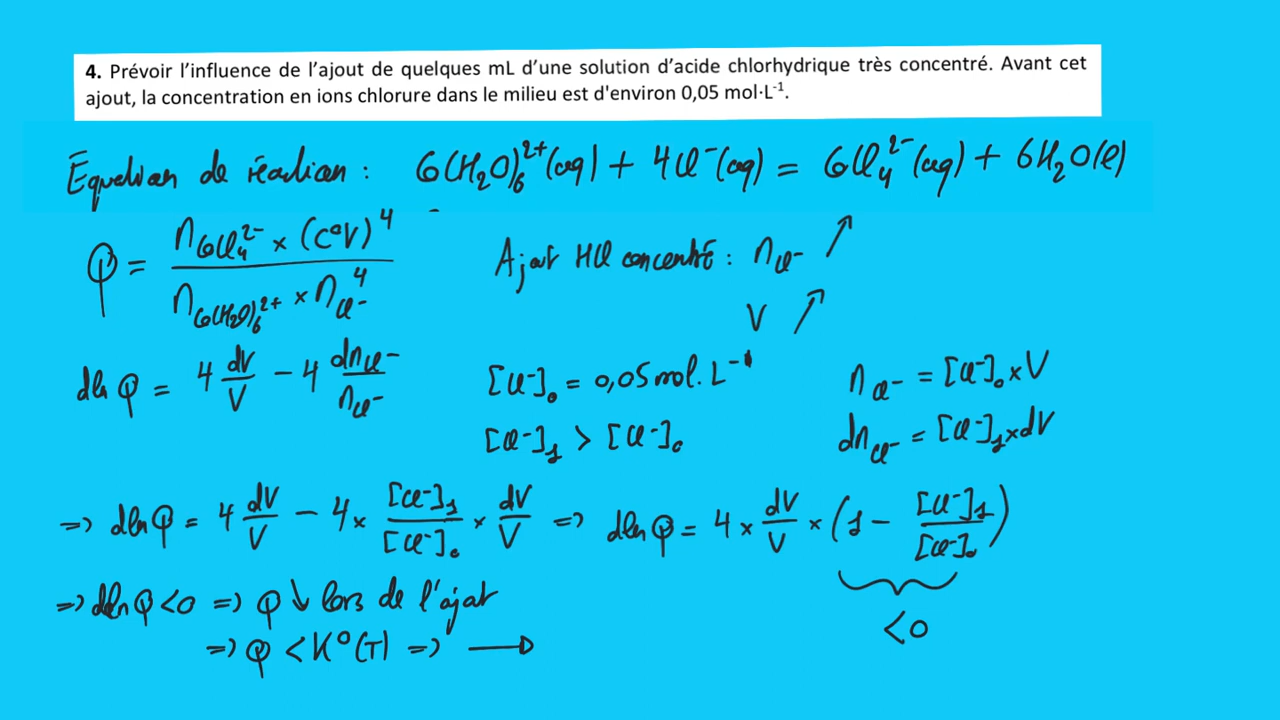 4. Prévoir l'influence de l'ajout de quelques mL d'une solution d'acide chlorhydrique très concentré. Avant cet
ajout, la concentration en ions chlorure dans le milieu est d'environ 0,05 mol·L⁻¹.
Equation de réaction : Co(H₂O)₆²⁺(aq) + 4Cl⁻(aq) = CoCl₄²⁻(aq) + 6H₂O(l)
Q = (n_CoCl₄²⁻ × (c°V)⁴) / (n_Co(H₂O)₆²⁺ × n_Cl⁻⁴)
Ajout HCl concentré : n_Cl⁻ ↗
V ↗
dln Q = 4 dV/V − 4 dn_Cl⁻/n_Cl⁻
[Cl⁻]₀ = 0,05 mol.L⁻¹
[Cl⁻]₁ > [Cl⁻]₀
n_Cl⁻ = [Cl⁻]₀ × V
dn_Cl⁻ = [Cl⁻]₁ × dV
=> dln Q = 4 dV/V − 4 × [Cl⁻]₁/[Cl⁻]₀ × dV/V => dln Q = 4 × dV/V × (1 − [Cl⁻]₁/[Cl⁻]₀)
<0
=> dln Q < 0 => Q ↓ lors de l'ajout
=> Q < K°(T) => ⟶